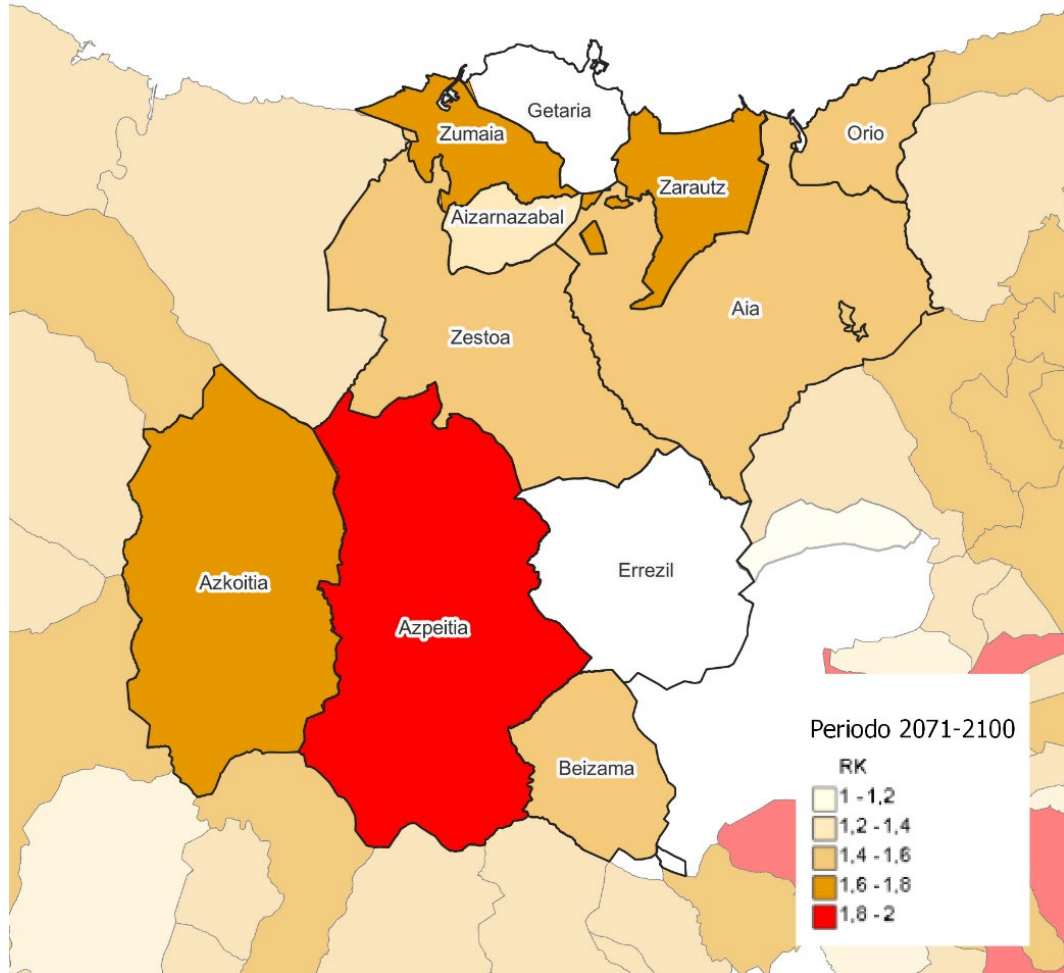 Getaria
Zumaia
Orio
Zarautz
Aizarnazabal
Aia
Zestoa
Errezil
Azkoitia
Azpeitia
Beizama
Periodo 2071-2100
RK
1 - 1,2
1,2 - 1,4
1,4 - 1,6
1,6 - 1,8
1,8 - 2